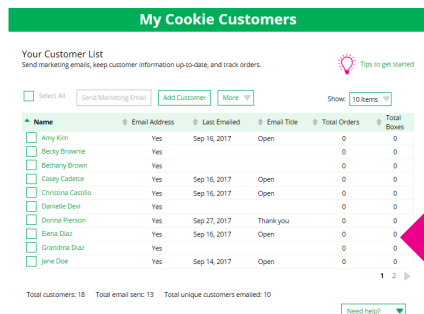 My Cookie Customers
Your Customer List
Send marketing emails, keep customer information up-to-date, and track orders.
Tips to get started
Select All Send Marketing Email Add Customer More Show: 10 Items
Name Email Address Last Emailed Email Title Total Orders Total Boxes
Amy Kim Yes Sep 16, 2017 Open 0 0
Becky Brownie Yes 0 0
Bethany Brown Yes 0 0
Casey Cadette Yes Sep 16, 2017 Open 0 0
Christina Castillo Yes Sep 16, 2017 Open 0 0
Danielle Devi Yes 0 0
Donna Pierson Yes Sep 27, 2017 Thank you 0 0
Elena Diaz Yes Sep 16, 2017 Open 0 0
Grandma Diaz Yes 0 0
Jane Doe Yes Sep 14, 2017 Open 0 0
1 2
Total customers: 18 Total email sent: 13 Total unique customers emailed: 10
Need help?